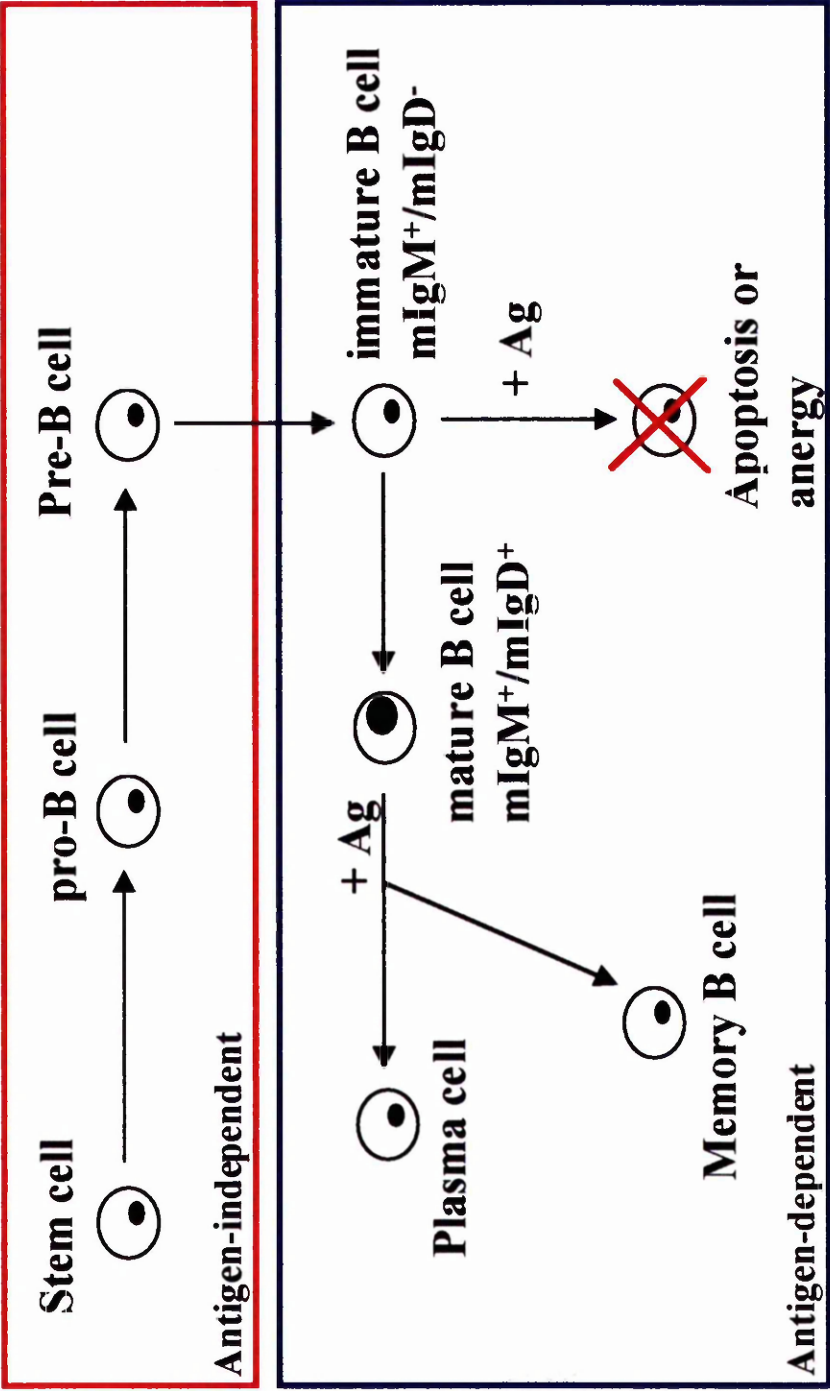 Stem cell
pro-B cell
Pre-B cell
Antigen-independent
immature B cell
mIgM⁺/mIgD⁻
+ Ag
mature B cell
mIgM⁺/mIgD⁺
+ Ag
Plasma cell
Memory B cell
Apoptosis or
anergy
Antigen-dependent